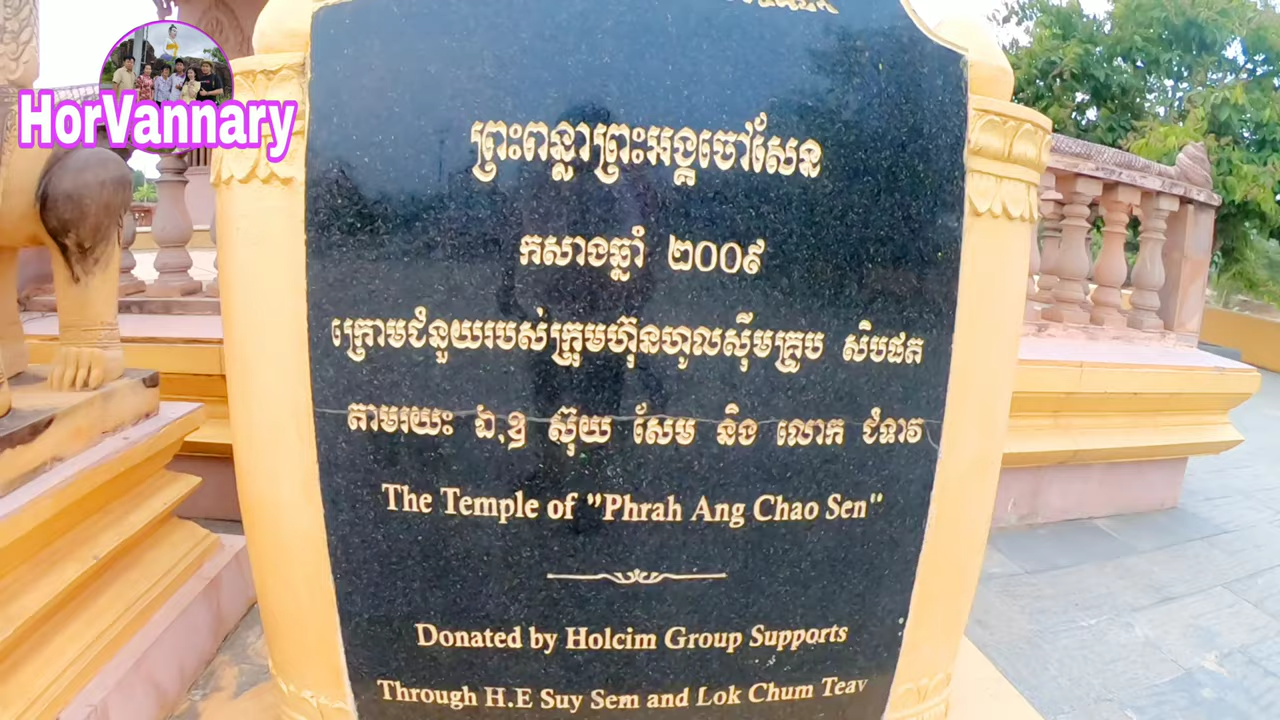 HorVannary
ព្រះពន្លាព្រះអង្គចៅសែន
កសាងឆ្នាំ ២០០៩
ក្រោមជំនួយរបស់ក្រុមហ៊ុនហូលស៊ីមគ្រួប សិបផត
តាមរយះ ឯ,ឧ ស៊ុយ សែម និង លោក ជំទាវ
The Temple of "Phrah Ang Chao Sen"
Donated by Holcim Group Supports
Through H.E Suy Sem and Lok Chum Teav